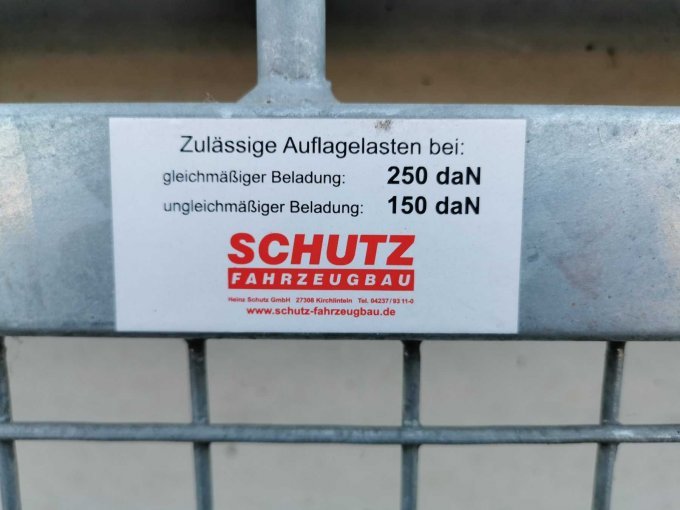 Zulässige Auflagelasten bei:
gleichmäßiger Beladung: 250 daN
ungleichmäßiger Beladung: 150 daN
SCHUTZ
FAHRZEUGBAU
Heinz Schutz GmbH 27308 Kirchlinteln Tel. 04237/93 11-0
www.schutz-fahrzeugbau.de